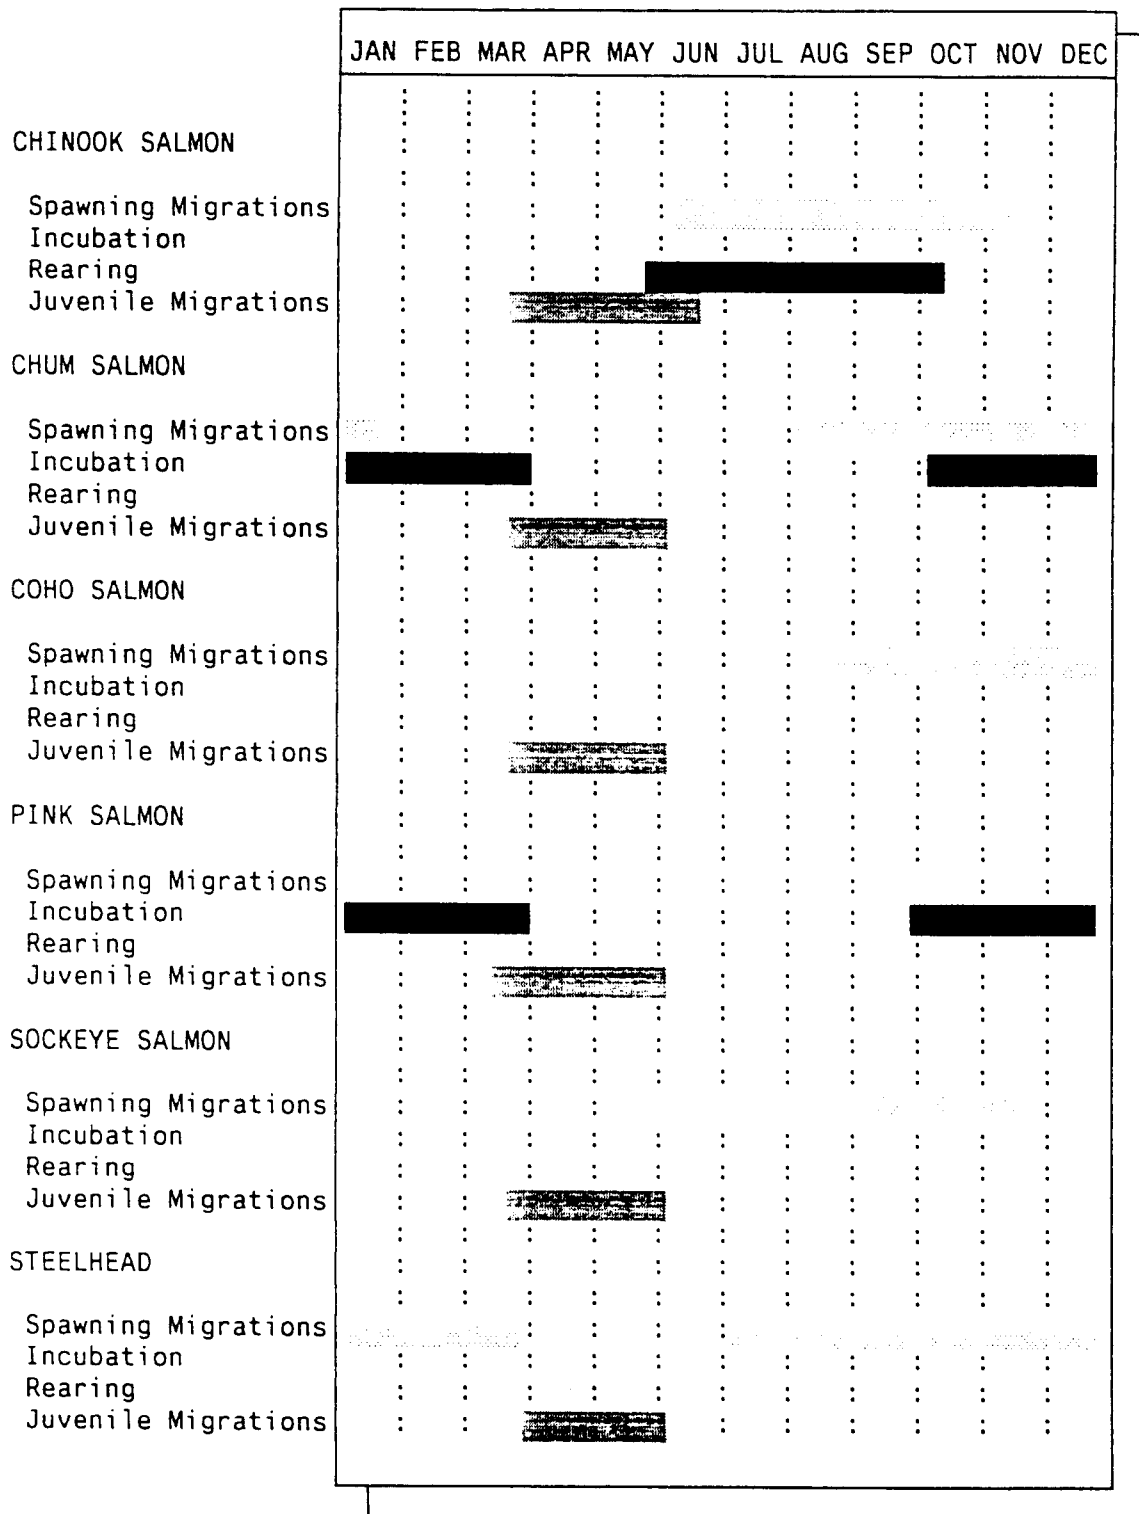 JAN FEB MAR APR MAY JUN JUL AUG SEP OCT NOV DEC
CHINOOK SALMON
Spawning Migrations
Incubation
Rearing
Juvenile Migrations
CHUM SALMON
Spawning Migrations
Incubation
Rearing
Juvenile Migrations
COHO SALMON
Spawning Migrations
Incubation
Rearing
Juvenile Migrations
PINK SALMON
Spawning Migrations
Incubation
Rearing
Juvenile Migrations
SOCKEYE SALMON
Spawning Migrations
Incubation
Rearing
Juvenile Migrations
STEELHEAD
Spawning Migrations
Incubation
Rearing
Juvenile Migrations